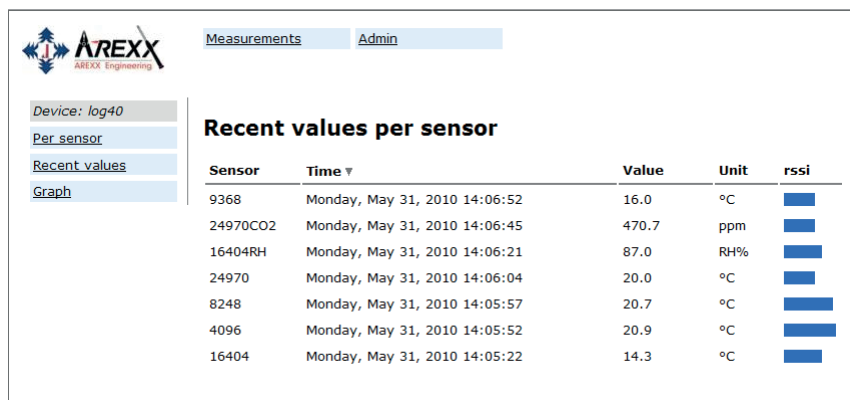 AREXX
AREXX Engineering
Measurements Admin
Device: log40
Per sensor
Recent values
Graph
Recent values per sensor
Sensor Time ▼ Value Unit rssi
9368 Monday, May 31, 2010 14:06:52 16.0 °C
24970CO2 Monday, May 31, 2010 14:06:45 470.7 ppm
16404RH Monday, May 31, 2010 14:06:21 87.0 RH%
24970 Monday, May 31, 2010 14:06:04 20.0 °C
8248 Monday, May 31, 2010 14:05:57 20.7 °C
4096 Monday, May 31, 2010 14:05:52 20.9 °C
16404 Monday, May 31, 2010 14:05:22 14.3 °C